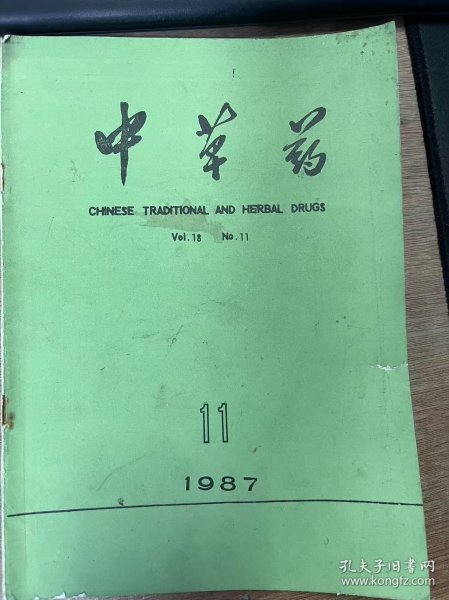 中草药
CHINESE TRADITIONAL AND HERBAL DRUGS
Vol.18 No.11
11
1987
孔夫子旧书网
www.kongfz.com